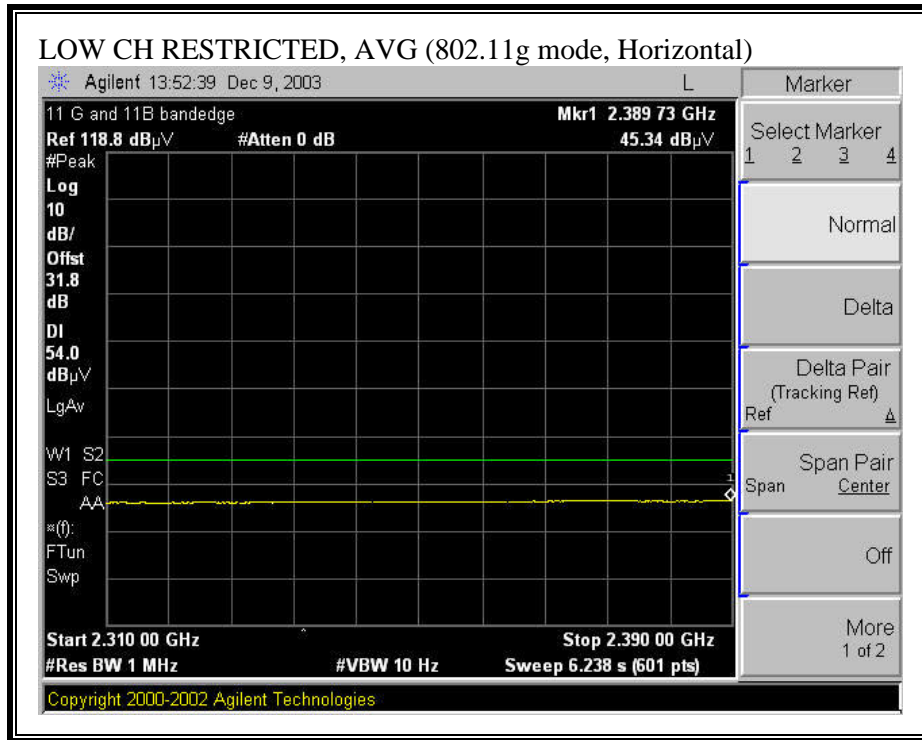 LOW CH RESTRICTED, AVG (802.11g mode, Horizontal)
Agilent 13:52:39 Dec 9, 2003 L
11 G and 11B bandedge Mkr1 2.389 73 GHz
Ref 118.8 dBµV #Atten 0 dB 45.34 dBµV
#Peak
Log
10
dB/
Offst
31.8
dB
DI
54.0
dBµV
LgAv
W1 S2
S3 FC
AA
¤(f):
FTun
Swp
1
Start 2.310 00 GHz Stop 2.390 00 GHz
#Res BW 1 MHz #VBW 10 Hz Sweep 6.238 s (601 pts)
Copyright 2000-2002 Agilent Technologies
Marker
Select Marker
1 2 3 4
Normal
Delta
Delta Pair
(Tracking Ref)
Ref Δ
Span Pair
Span Center
Off
More
1 of 2